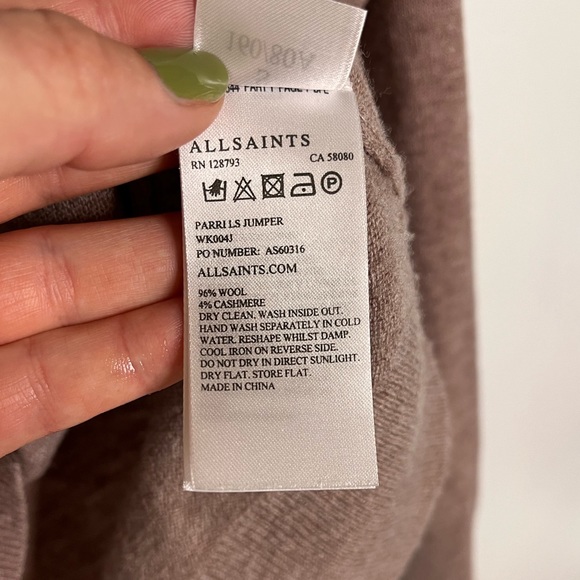 160/80A
S
ALLSAINTS
RN 128793 CA 58080
P
PARRI LS JUMPER
WK004J
PO NUMBER: AS60316
ALLSAINTS.COM
96% WOOL
4% CASHMERE
DRY CLEAN, WASH INSIDE OUT.
HAND WASH SEPARATELY IN COLD
WATER. RESHAPE WHILST DAMP.
COOL IRON ON REVERSE SIDE.
DO NOT DRY IN DIRECT SUNLIGHT.
DRY FLAT. STORE FLAT.
MADE IN CHINA